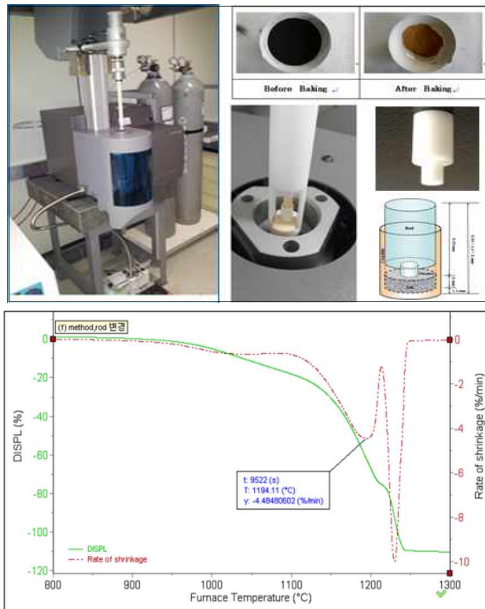 Before Baking
After Baking
Rod
(f) method,rod 변경
0
-20
-40
-60
-80
-100
-120
DISPL (%)
0
-2
-4
-6
-8
-10
Rate of shrinkage (%/min)
t: 9522 (s)
T: 1194.11 (°C)
y: -4.48480602 (%/min)
DISPL
Rate of shrinkage
800
900
1000
1100
1200
1300
Furnace Temperature (°C)